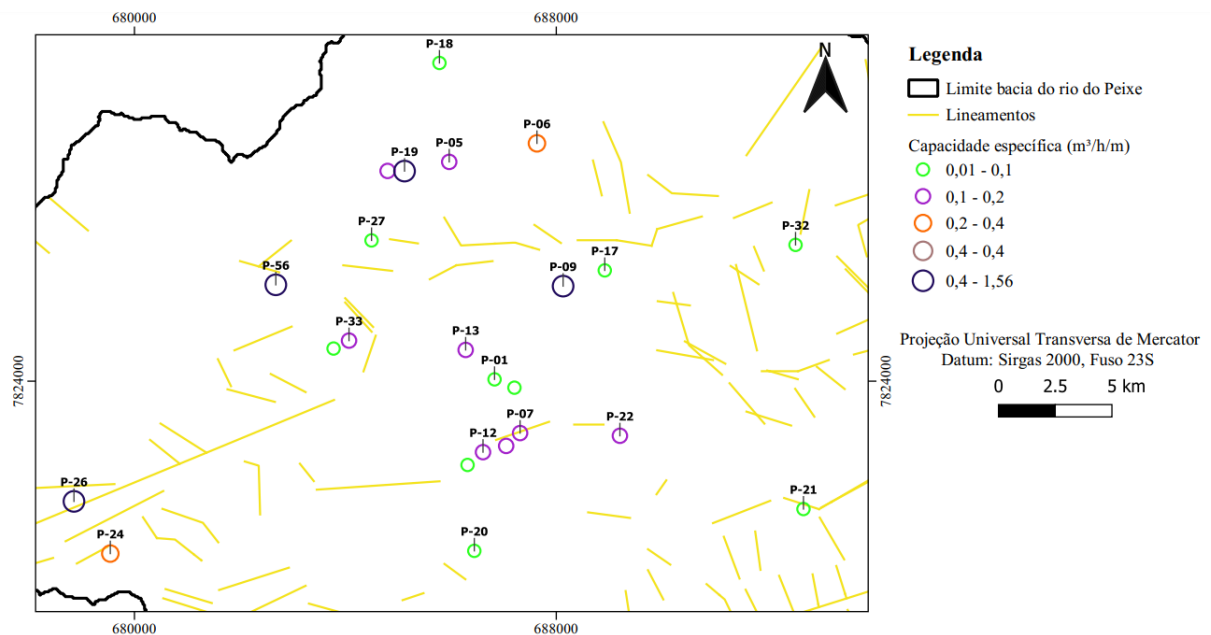 680000
688000
P-18
N
P-06
P-05
P-19
P-27
P-32
P-17
P-56
P-09
P-33
P-13
P-01
7824000
7824000
P-07
P-22
P-12
P-26
P-21
P-24
P-20
680000
688000
Legenda
Limite bacia do rio do Peixe
Lineamentos
Capacidade específica (m³/h/m)
0,01 - 0,1
0,1 - 0,2
0,2 - 0,4
0,4 - 0,4
0,4 - 1,56
Projeção Universal Transversa de Mercator
Datum: Sirgas 2000, Fuso 23S
0 2.5 5 km